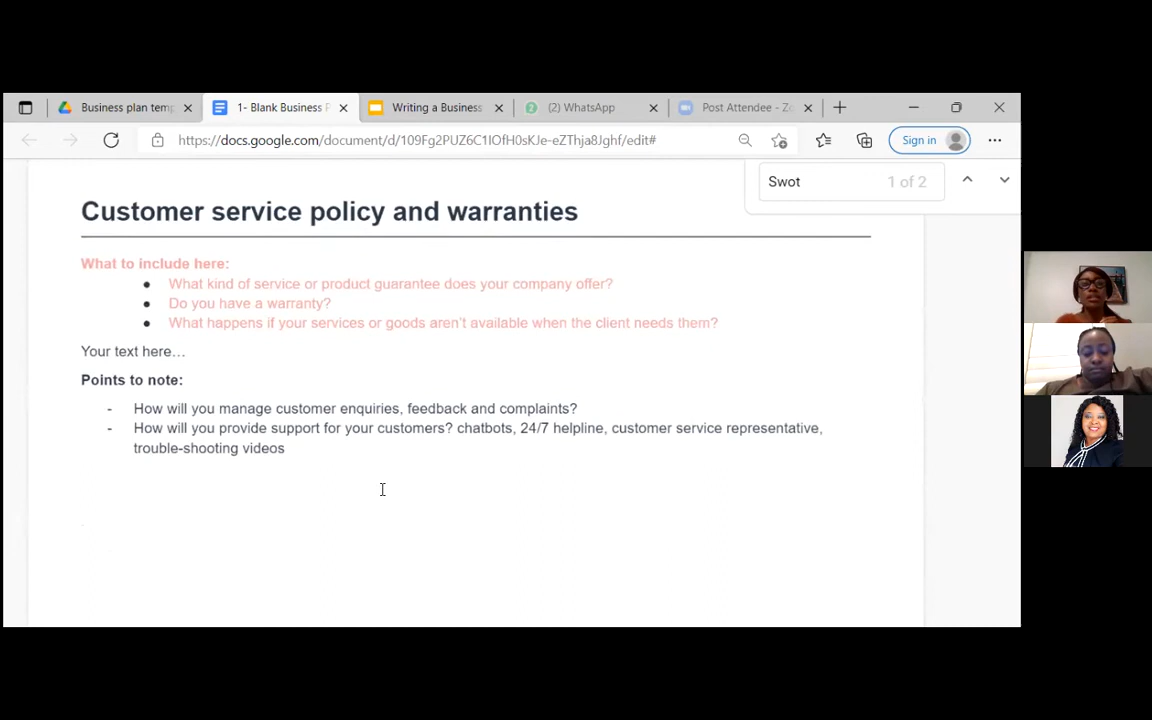 Business plan temp
1- Blank Business P
Writing a Business
(2) WhatsApp
Post Attendee - Zo
https://docs.google.com/document/d/109Fg2PUZ6C1IOfH0sKJe-eZThja8Jghf/edit#
Sign in
Swot
1 of 2
Customer service policy and warranties
What to include here:
● What kind of service or product guarantee does your company offer?
● Do you have a warranty?
● What happens if your services or goods aren't available when the client needs them?
Your text here…
Points to note:
- How will you manage customer enquiries, feedback and complaints?
- How will you provide support for your customers? chatbots, 24/7 helpline, customer service representative,
trouble-shooting videos